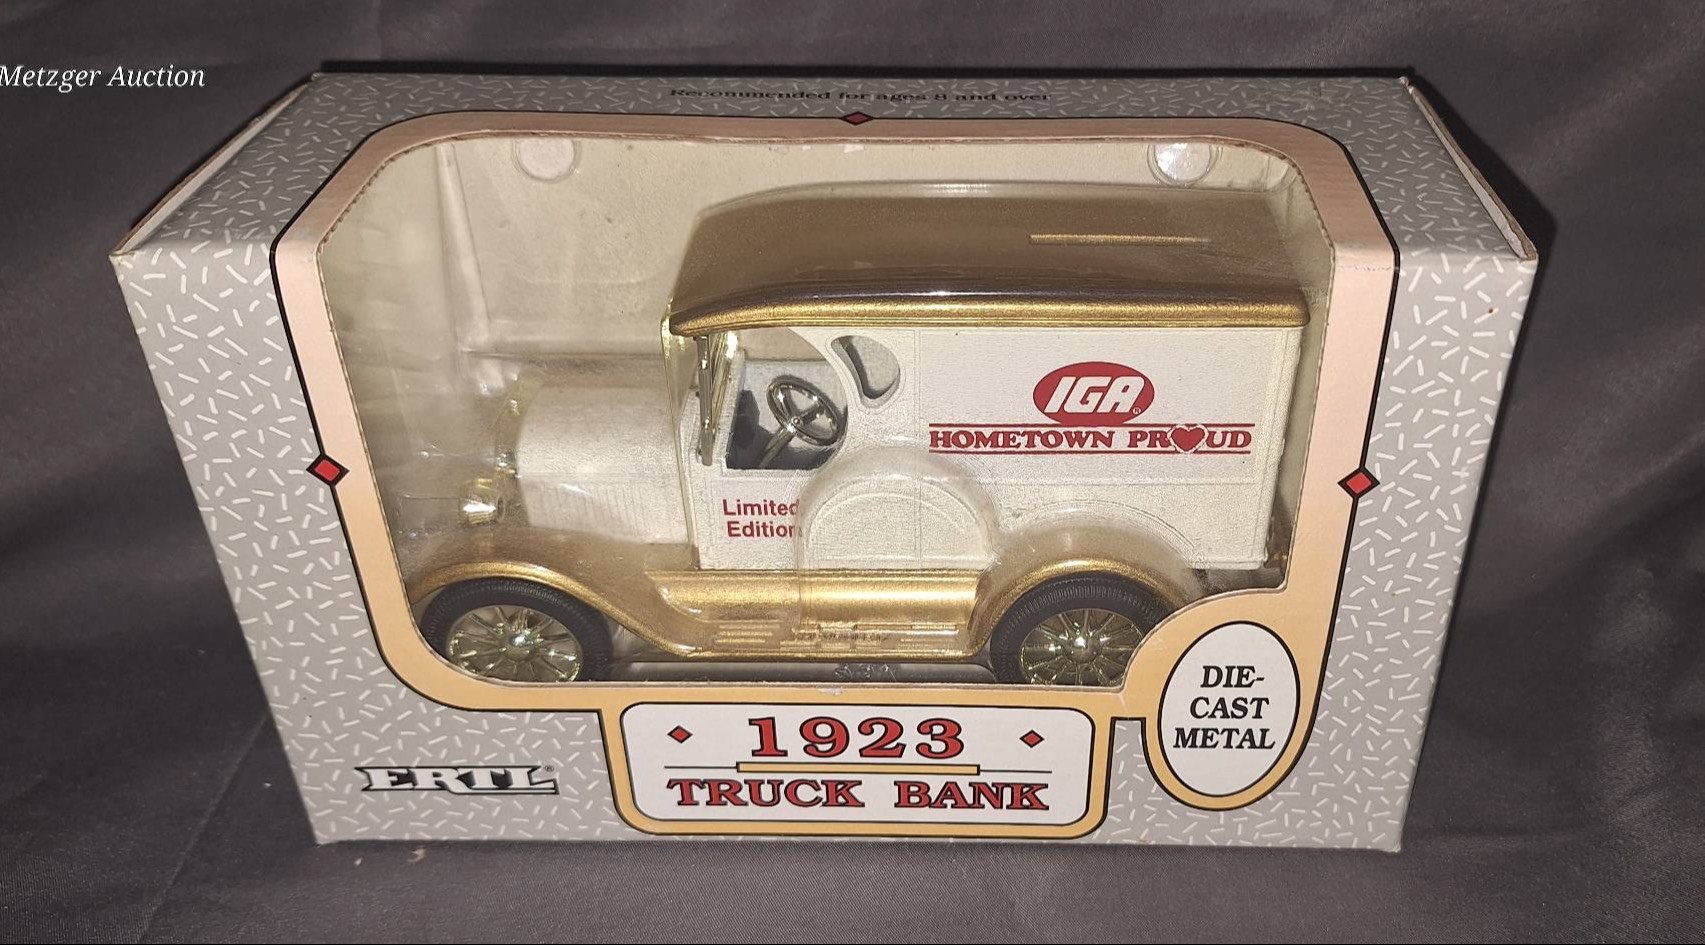 Metzger Auction
Recommended for ages 8 and over
IGA®
HOMETOWN PROUD
Limited
Edition
DIE-
CAST
METAL
1923
TRUCK BANK
ERTL®